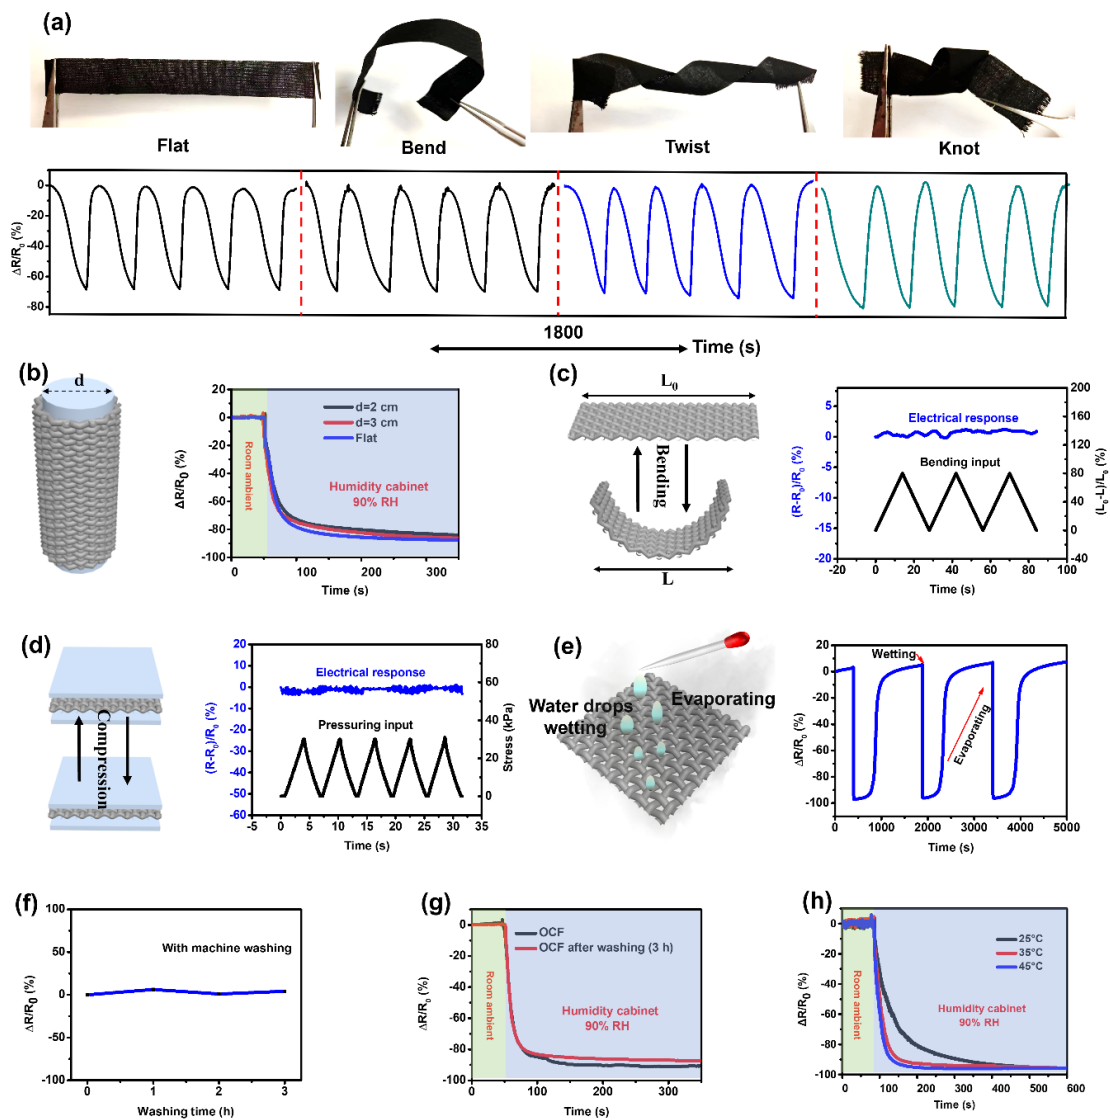 (a)
Flat
Bend
Twist
Knot
ΔR/R0 (%)
0
-20
-40
-60
-80
1800
Time (s)
(b)
d
ΔR/R0 (%)
20
0
-20
-40
-60
-80
-100
d=2 cm
d=3 cm
Flat
Room ambient
Humidity cabinet
90% RH
0
100
200
300
Time (s)
(c)
L0
Bending
L
(R-R0)/R0 (%)
5
0
-5
-10
-15
-20
Electrical response
Bending input
200
160
120
80
40
0
-40
(L0-L)/L0 (%)
-20
0
20
40
60
80
100
Time (s)
(d)
Compression
(R-R0)/R0 (%)
20
10
0
-10
-20
-30
-40
-50
-60
Electrical response
Pressuring input
80
60
40
20
0
Stress (kPa)
-5
0
5
10
15
20
25
30
35
Time (s)
(e)
Water drops
wetting
Evaporating
ΔR/R0 (%)
20
0
-20
-40
-60
-80
-100
Wetting
Evaporating
0
1000
2000
3000
4000
5000
Time (s)
(f)
ΔR/R0 (%)
100
50
0
-50
-100
With machine washing
0
1
2
3
Washing time (h)
(g)
ΔR/R0 (%)
0
-20
-40
-60
-80
-100
OCF
OCF after washing (3 h)
Room ambient
Humidity cabinet
90% RH
0
100
200
300
Time (s)
(h)
ΔR/R0 (%)
0
-20
-40
-60
-80
-100
25°C
35°C
45°C
Room ambient
Humidity cabinet
90% RH
0
100
200
300
400
500
600
Time (s)